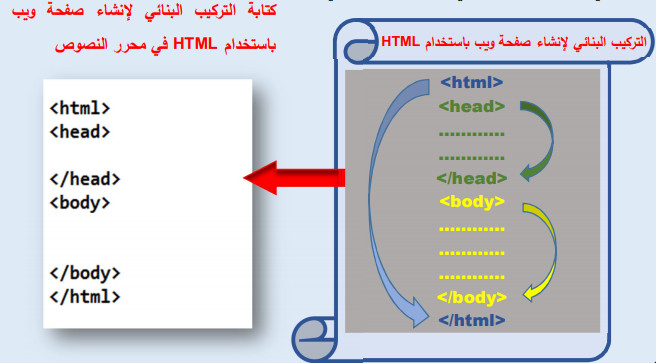 التركيب البنائي لإنشاء صفحة ويب باستخدام HTML
<html>
<head>
............
............
</head>
<body>
............
............
............
</body>
</html>
كتابة التركيب البنائي لإنشاء صفحة ويب
باستخدام HTML في محرر النصوص
<html>
<head>
</head>
<body>
</body>
</html>